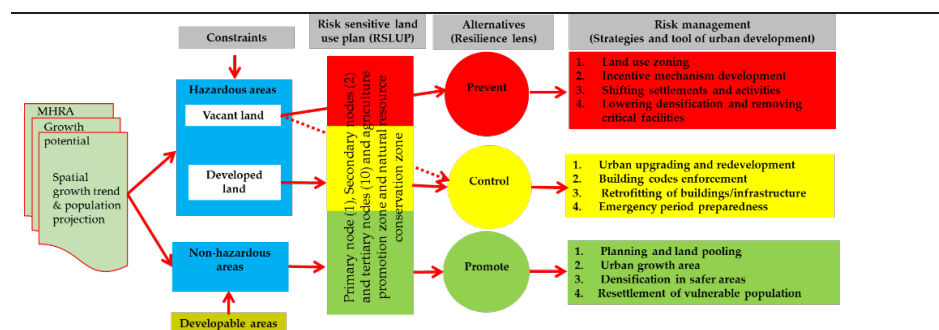 Constraints
Risk sensitive land
use plan (RSLUP)
Alternatives
(Resilience lens)
Risk management
(Strategies and tool of urban development)
MHRA
Growth
potential
Spatial
growth trend
& population
projection
Hazardous areas
Vacant land
Developed
land
Non-hazardous
areas
Developable areas
Primary node (1), Secondary nodes (2)
and tertiary nodes (10) and agriculture
promotion zone and natural resource
conservation zone
Prevent
1. Land use zoning
2. Incentive mechanism development
3. Shifting settlements and activities
4. Lowering densification and removing
critical facilities
Control
1. Urban upgrading and redevelopment
2. Building codes enforcement
3. Retrofitting of buildings/infrastructure
4. Emergency period preparedness
Promote
1. Planning and land pooling
2. Urban growth area
3. Densification in safer areas
4. Resettlement of vulnerable population